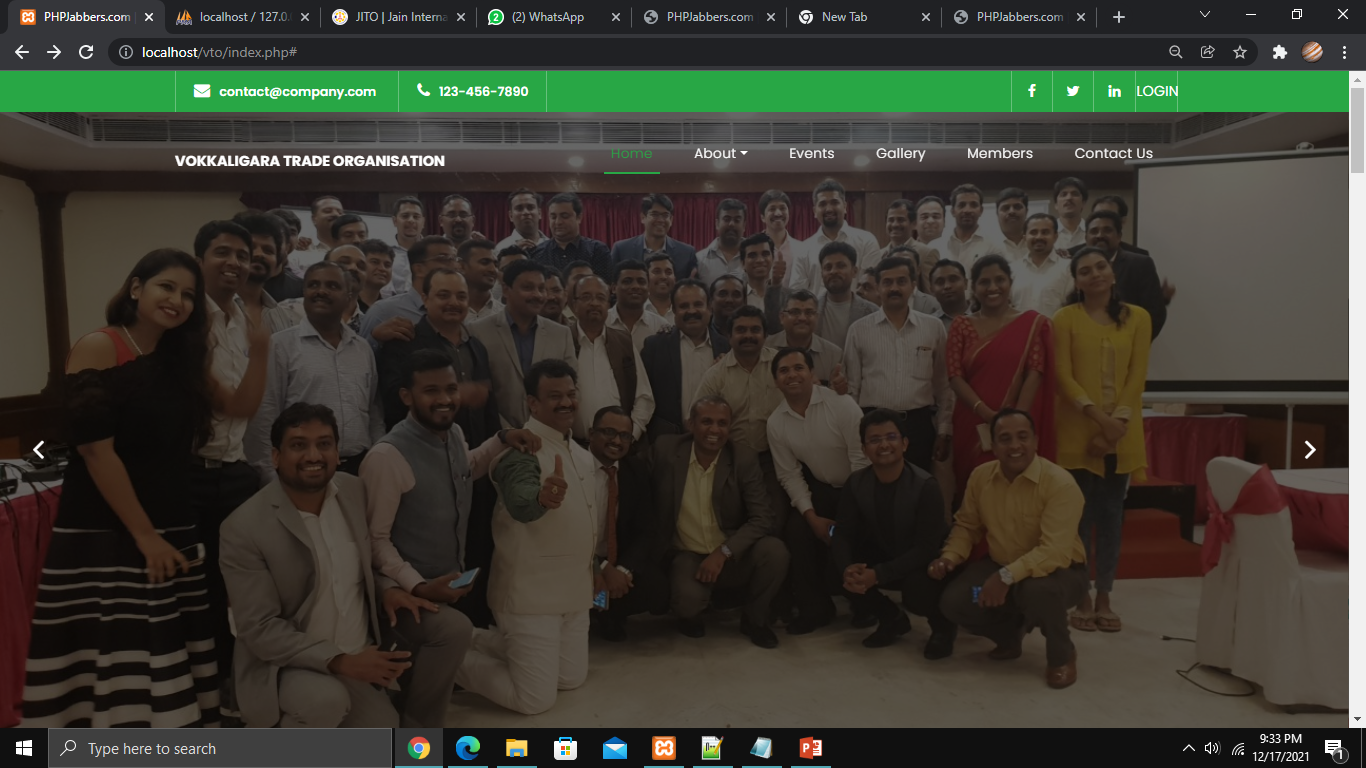 PHPJabbers.com |
localhost / 127.0.
JITO | Jain Interna
(2) WhatsApp
PHPJabbers.com
New Tab
PHPJabbers.com
localhost/vto/index.php#
contact@company.com
123-456-7890
LOGIN
VOKKALIGARA TRADE ORGANISATION
Home
About
Events
Gallery
Members
Contact Us
Type here to search
9:33 PM
12/17/2021
1